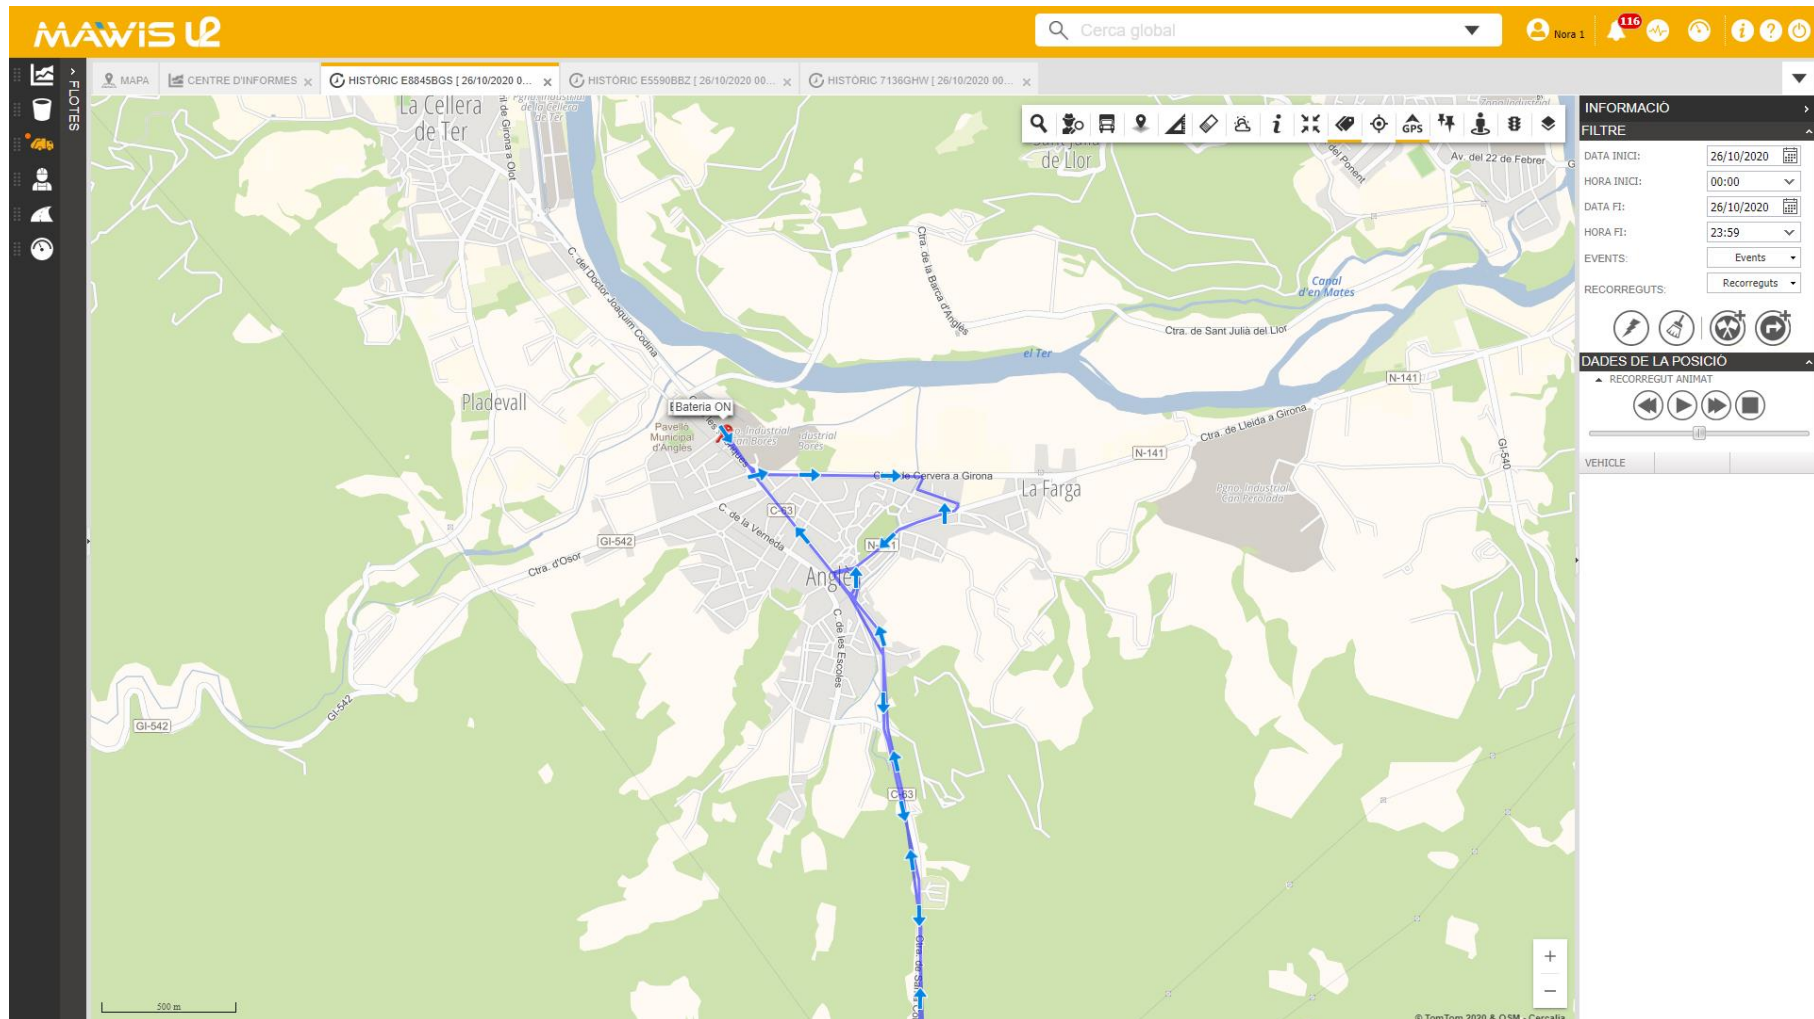 MAWIS U2
Cerca global
Nora 1
116
FLOTES
MAPA
CENTRE D'INFORMES
HISTÒRIC E8845BGS [ 26/10/2020 0...
HISTÒRIC E5590BBZ [ 26/10/2020 00...
HISTÒRIC 7136GHW [ 26/10/2020 00...
GPS
La Cellera
de Ter
de Llor
Av. del 22 de Febrer
C. del Doctor Joaquim Codina
Ctra. de la Barca d'Anglès
Canal
d'en Mates
Ctra. de Sant Julià del Llor
el Ter
N-141
Pladevall
Bateria ON
Pavelló
Municipal
d'Anglès
Ctra. de Lleida a Girona
GI-540
N-141
La Farga
Pgno. Industrial
Can Perolada
C-63
C. de la Verneda
GI-542
Ctra. d'Osor
C. de les Escoles
GI-542
GI-542
C-63
500 m
© TomTom 2020 & OSM - Cercalia
+
−
INFORMACIÓ
FILTRE
DATA INICI:
26/10/2020
HORA INICI:
00:00
DATA FI:
26/10/2020
HORA FI:
23:59
EVENTS:
Events
RECORREGUTS:
Recorreguts
DADES DE LA POSICIÓ
RECORREGUT ANIMAT
VEHICLE